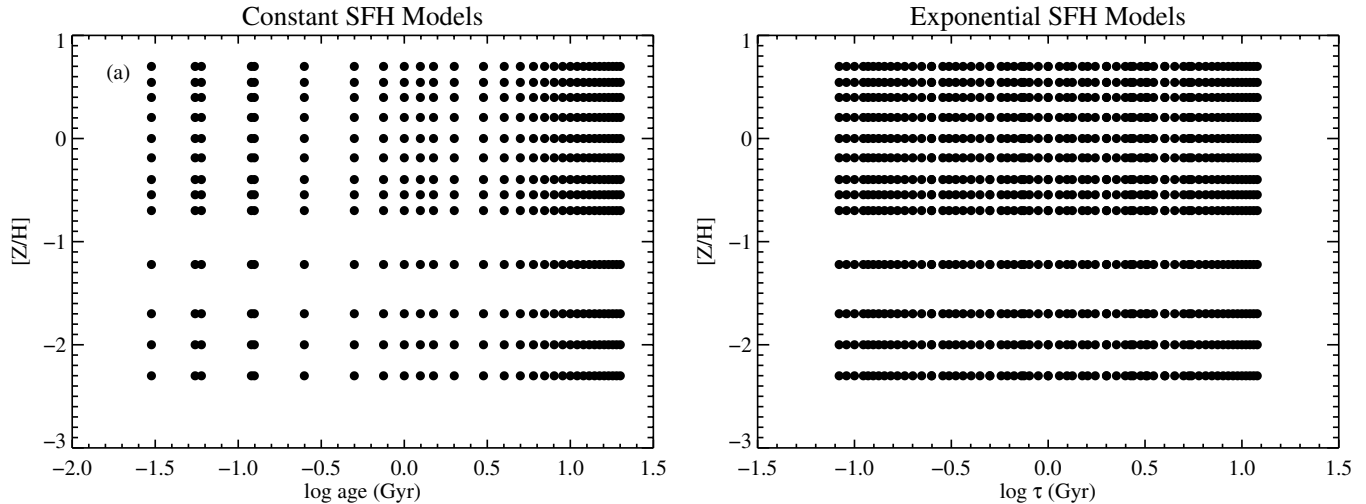 Constant SFH Models
(a)
[Z/H]
1
0
−1
−2
−3
−2.0 −1.5 −1.0 −0.5 0.0 0.5 1.0 1.5
log age (Gyr)
Exponential SFH Models
[Z/H]
1
0
−1
−2
−3
−1.5 −1.0 −0.5 0.0 0.5 1.0 1.5
log τ (Gyr)